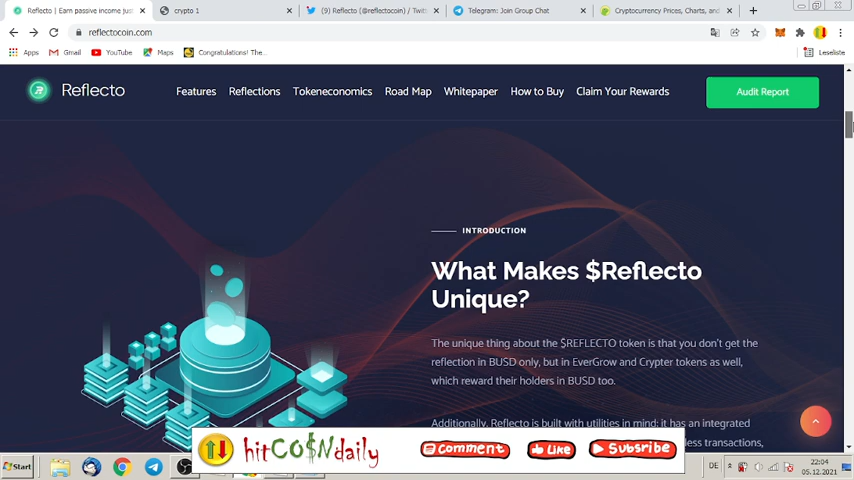 Reflecto | Earn passive income jus
crypto 1
(9) Reflecto (@reflectocoin) / Twitt
Telegram: Join Group Chat
Cryptocurrency Prices, Charts, and
reflectocoin.com
Apps
Gmail
YouTube
Maps
Congratulations! The...
Leseliste
Reflecto
Features
Reflections
Tokeneconomics
Road Map
Whitepaper
How to Buy
Claim Your Rewards
Audit Report
INTRODUCTION
What Makes $Reflecto
Unique?
The unique thing about the $REFLECTO token is that you don't get the
reflection in BUSD only, but in EverGrow and Crypter tokens as well,
which reward their holders in BUSD too.
Additionally, Reflecto is built with utilities in mind; it has an integrated
less transactions,
hitCO$Ndaily
Comment
Like
Subsribe
Start
DE
22:04
05.12.2021